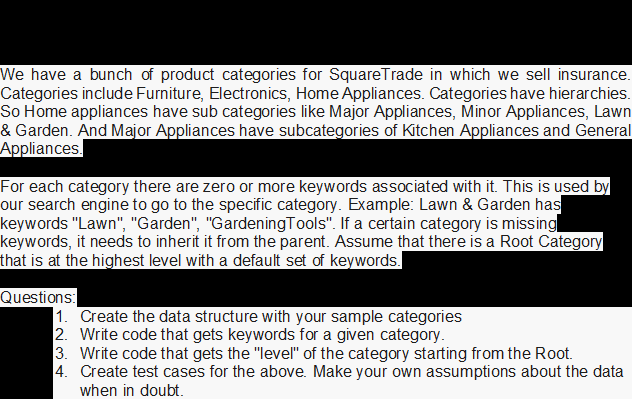 We have a bunch of product categories for SquareTrade in which we sell insurance.
Categories include Furniture, Electronics, Home Appliances. Categories have hierarchies.
So Home appliances have sub categories like Major Appliances, Minor Appliances, Lawn
& Garden. And Major Appliances have subcategories of Kitchen Appliances and General
Appliances.
For each category there are zero or more keywords associated with it. This is used by
our search engine to go to the specific category. Example: Lawn & Garden has
keywords "Lawn", "Garden", "GardeningTools". If a certain category is missing
keywords, it needs to inherit it from the parent. Assume that there is a Root Category
that is at the highest level with a default set of keywords.
Questions:
1. Create the data structure with your sample categories
2. Write code that gets keywords for a given category.
3. Write code that gets the "level" of the category starting from the Root.
4. Create test cases for the above. Make your own assumptions about the data
when in doubt.